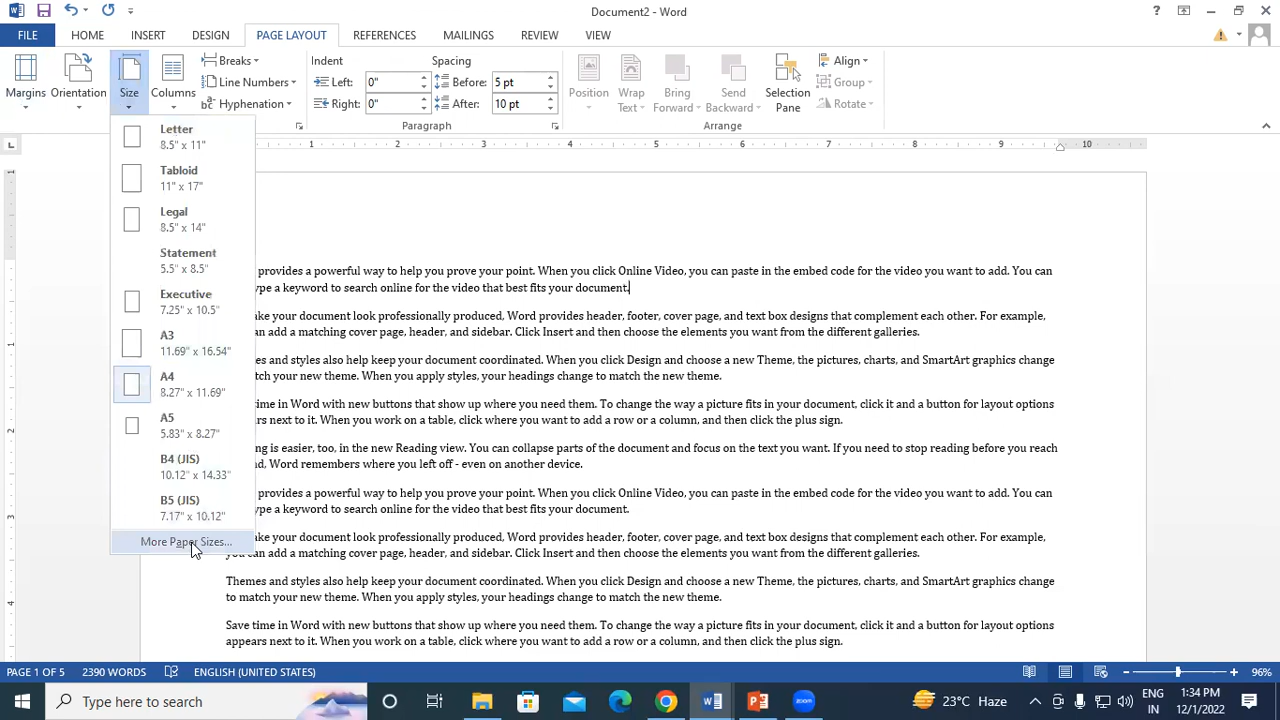 Document2 - Word
?
FILE HOME INSERT DESIGN PAGE LAYOUT REFERENCES MAILINGS REVIEW VIEW
Margins
Orientation
Size
Columns
Breaks
Line Numbers
Hyphenation
Indent
Left: 0"
Right: 0"
Spacing
Before: 5 pt
After: 10 pt
Paragraph
Position
Wrap
Text
Bring
Forward
Send
Backward
Selection
Pane
Align
Group
Rotate
Arrange
Letter
8.5" x 11"
Tabloid
11" x 17"
Legal
8.5" x 14"
Statement
5.5" x 8.5"
Executive
7.25" x 10.5"
A3
11.69" x 16.54"
A4
8.27" x 11.69"
A5
5.83" x 8.27"
B4 (JIS)
10.12" x 14.33"
B5 (JIS)
7.17" x 10.12"
More Paper Sizes...
1 2 3 4 5 6 7 8 9 10
1
1
2
3
4
provides a powerful way to help you prove your point. When you click Online Video, you can paste in the embed code for the video you want to add. You can
type a keyword to search online for the video that best fits your document.
make your document look professionally produced, Word provides header, footer, cover page, and text box designs that complement each other. For example,
can add a matching cover page, header, and sidebar. Click Insert and then choose the elements you want from the different galleries.
and styles also help keep your document coordinated. When you click Design and choose a new Theme, the pictures, charts, and SmartArt graphics change
your new theme. When you apply styles, your headings change to match the new theme.
time in Word with new buttons that show up where you need them. To change the way a picture fits in your document, click it and a button for layout options
next to it. When you work on a table, click where you want to add a row or a column, and then click the plus sign.
is easier, too, in the new Reading view. You can collapse parts of the document and focus on the text you want. If you need to stop reading before you reach
Word remembers where you left off - even on another device.
provides a powerful way to help you prove your point. When you click Online Video, you can paste in the embed code for the video you want to add. You can
type a keyword to search online for the video that best fits your document.
make your document look professionally produced, Word provides header, footer, cover page, and text box designs that complement each other. For example,
you can add a matching cover page, header, and sidebar. Click Insert and then choose the elements you want from the different galleries.
Themes and styles also help keep your document coordinated. When you click Design and choose a new Theme, the pictures, charts, and SmartArt graphics change
to match your new theme. When you apply styles, your headings change to match the new theme.
Save time in Word with new buttons that show up where you need them. To change the way a picture fits in your document, click it and a button for layout options
appears next to it. When you work on a table, click where you want to add a row or a column, and then click the plus sign.
PAGE 1 OF 5 2390 WORDS ENGLISH (UNITED STATES) 96%
Type here to search
zoom
23°C Haze
ENG
IN
1:34 PM
12/1/2022